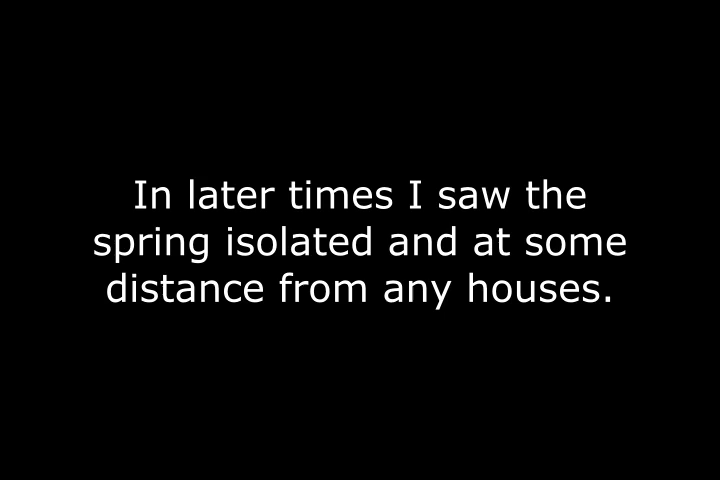 In later times I saw the
spring isolated and at some
distance from any houses.